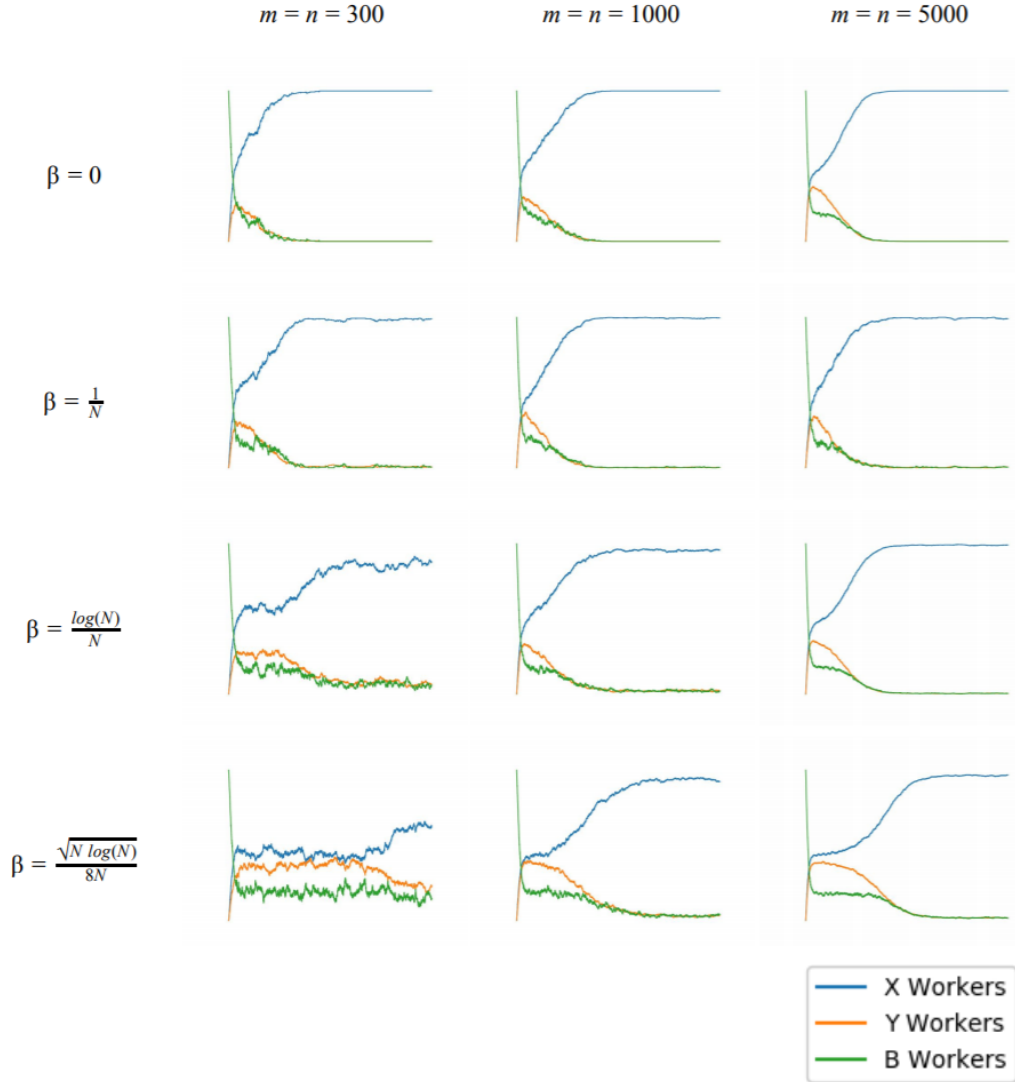 m = n = 300 m = n = 1000 m = n = 5000
β = 0
β = 1/N
β = log(N)/N
β = √(N log(N))/8N
X Workers
Y Workers
B Workers